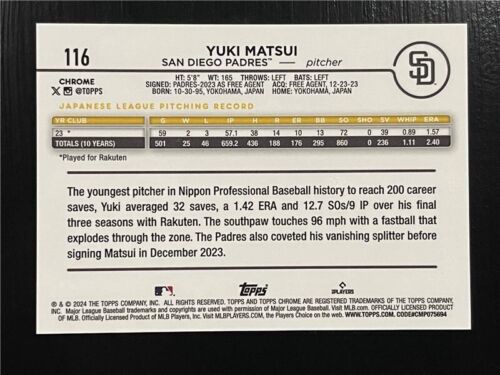 116
YUKI MATSUI
SAN DIEGO PADRES™ pitcher
SD
CHROME
X @TOPPS
HT: 5'8" WT: 165 THROWS: LEFT BATS: LEFT
SIGNED: PADRES-2023 AS FREE AGENT, 12-23-23
BORN: 10-30-95, YOKOHAMA, JAPAN HOME: YOKOHAMA, JAPAN
JAPANESE LEAGUE PITCHING RECORD
YR CLUB G W L IP H R ER BB SO SHO SV WHIP ERA
23 * 59 2 3 57.1 38 14 10 13 72 0 39 0.89 1.57
TOTALS (10 YEARS) 501 25 46 659.2 436 188 176 295 860 0 236 1.11 2.40
*Played for Rakuten
The youngest pitcher in Nippon Professional Baseball history to reach 200 career
saves, Yuki averaged 32 saves, a 1.42 ERA and 12.7 SOs/9 IP over his final
three seasons with Rakuten. The southpaw touches 96 mph with a fastball that
explodes through the zone. The Padres also coveted his vanishing splitter before
signing Matsui in December 2023.
Topps
PLAYERS
® & © 2024 THE TOPPS COMPANY, INC. ALL RIGHTS RESERVED. TOPPS AND TOPPS CHROME ARE REGISTERED TRADEMARKS OF THE TOPPS COMPANY, INC.
Major League Baseball trademarks and copyrights are used with permission of Major League Baseball. Visit MLB.com. OFFICIALLY LICENSED PRODUCT
OF MLB. Officially Licensed Product of MLB Players, Inc. Visit MLBPLAYERS.com, the Players Choice on the web. WWW.TOPPS.COM. CODE#CMP075694